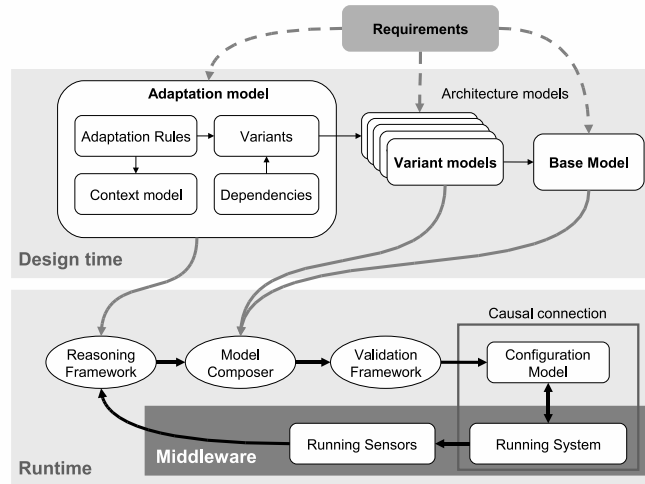 Requirements
Adaptation model
Architecture models
Adaptation Rules
Variants
Variant models
Base Model
Context model
Dependencies
Design time
Causal connection
Reasoning
Framework
Model
Composer
Validation
Framework
Configuration
Model
Running Sensors
Running System
Middleware
Runtime